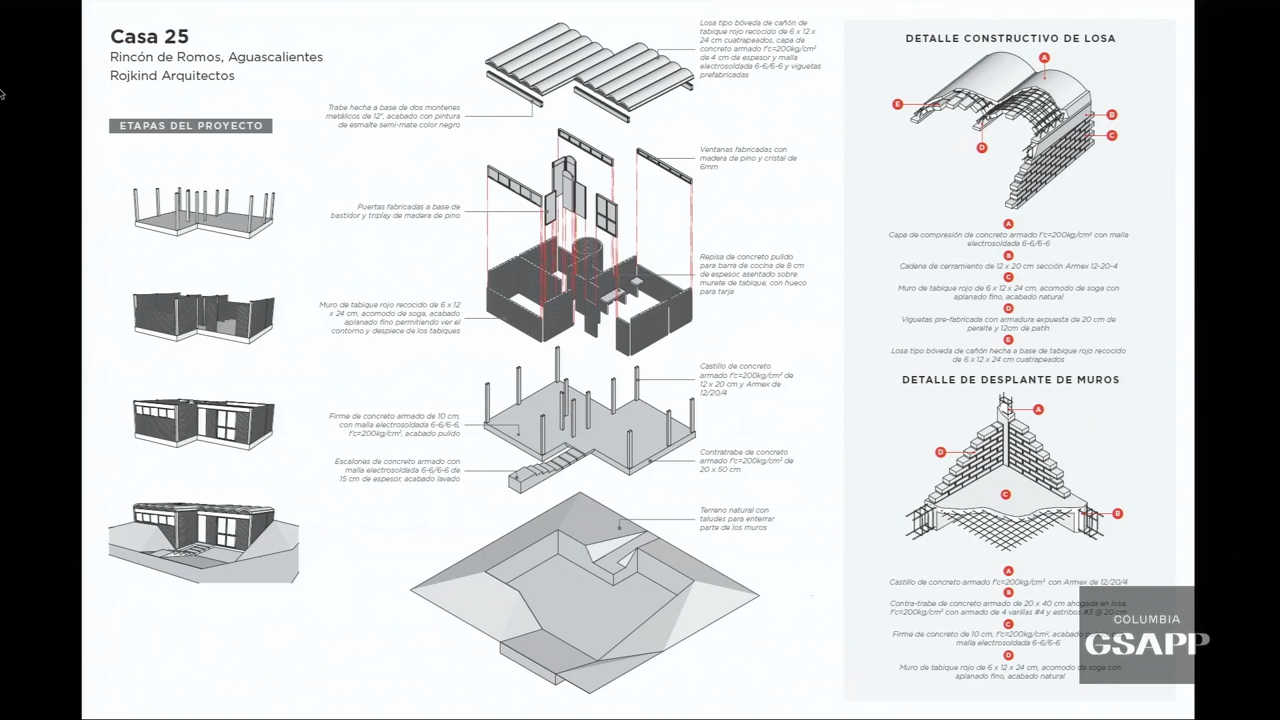 Casa 25
Rincón de Romos, Aguascalientes
Rojkind Arquitectos
ETAPAS DEL PROYECTO
Losa tipo bóveda de cañón de
tabique rojo recocido de 6 x 12 x
24 cm cuatrapeados, capa de
concreto armado f'c=200kg/cm²
de 4 cm de espesor y malla
electrosoldada 6-6/6-6 y viguetas
prefabricadas
Trabe hecha a base de dos montenes
metálicos de 12", acabado con pintura
de esmalte semi-mate color negro
Ventanas fabricadas con
madera de pino y cristal de
6mm
Puertas fabricadas a base de
bastidor y triplay de madera de pino
Repisa de concreto pulido
para barra de cocina de 8 cm
de espesor, asentado sobre
murete de tabique, con hueco
para tarja
Muro de tabique rojo recocido de 6 x 12
x 24 cm, acomodo de soga, acabado
aplanado fino permitiendo ver el
contorno y despiece de los tabiques
Castillo de concreto
armado f'c=200kg/cm² de
12 x 20 cm y Armex de
12/20/4
Firme de concreto armado de 10 cm,
con malla electrosoldada 6-6/6-6,
f'c=200kg/cm², acabado pulido
Escalones de concreto armado con
malla electrosoldada 6-6/6-6 de
15 cm de espesor, acabado lavado
Contratrabe de concreto
armado f'c=200kg/cm² de
20 x 50 cm
Terreno natural con
taludes para enterrar
parte de los muros
DETALLE CONSTRUCTIVO DE LOSA
A
E
B
C
D
A
Capa de compresión de concreto armado f'c=200kg/cm² con malla
electrosoldada 6-6/6-6
B
Cadena de cerramiento de 12 x 20 cm sección Armex 12-20-4
C
Muro de tabique rojo de 6 x 12 x 24 cm, acomodo de soga con
aplanado fino, acabado natural
D
Viguetas pre-fabricada con armadura expuesta de 20 cm de
peralte y 12cm de patín
E
Losa tipo bóveda de cañón hecha a base de tabique rojo recocido
de 6 x 12 x 24 cm cuatrapeados
DETALLE DE DESPLANTE DE MUROS
A
D
C
B
A
Castillo de concreto armado f'c=200kg/cm² con Armex de 12/20/4
B
Contra-trabe de concreto armado de 20 x 40 cm ahogada en losa,
f'c=200kg/cm² con armado de 4 varillas #4 y estribos #3 @ 20 cm
C
Firme de concreto de 10 cm, f'c=200kg/cm², acabado
malla electrosoldada 6-6/6-6
D
Muro de tabique rojo de 6 x 12 x 24 cm, acomodo de soga con
aplanado fino, acabado natural
COLUMBIA
GSAPP